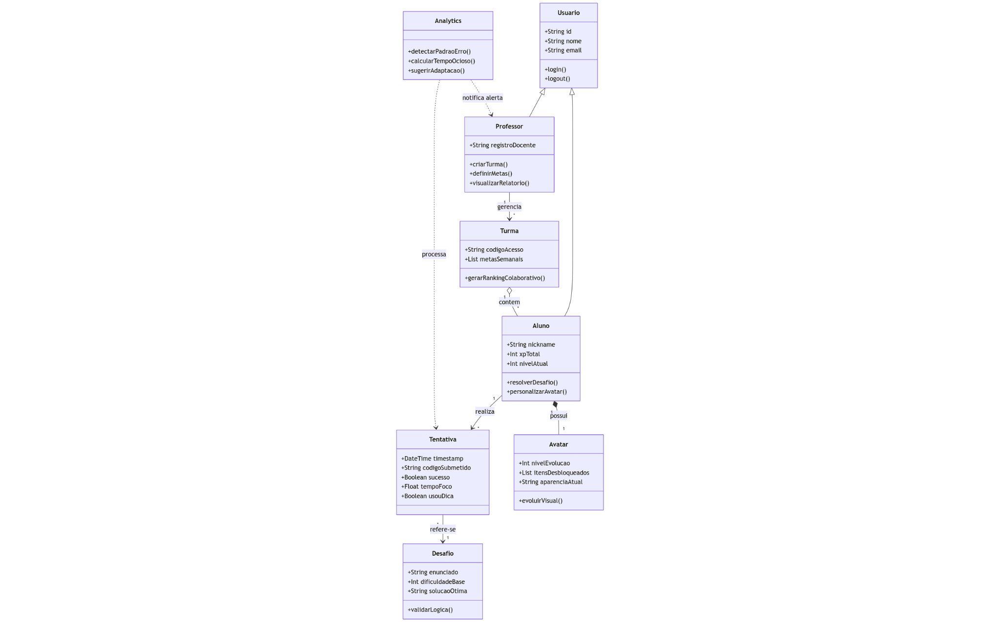 Analytics
+detectarPadraoErro()
+calcularTempoOcioso()
+sugerirAdaptacao()
Usuario
+String id
+String nome
+String email
+login()
+logout()
notifica alerta
Professor
+String registroDocente
+criarTurma()
+definirMetas()
+visualizarRelatorio()
1
gerencia
*
Turma
+String codigoAcesso
+List metasSemanais
+gerarRankingColaborativo()
processa
1
contem
*
Aluno
+String nickname
+Int xpTotal
+Int nivelAtual
+resolverDesafio()
+personalizarAvatar()
1
realiza
*
1
possui
1
Tentativa
+DateTime timestamp
+String codigoSubmetido
+Boolean sucesso
+Float tempoFoco
+Boolean usouDica
Avatar
+Int nivelEvolucao
+List itensDesbloqueados
+String aparenciaAtual
+evoluirVisual()
*
refere-se
1
Desafio
+String enunciado
+Int dificuldadeBase
+String solucaoOtima
+validarLogica()